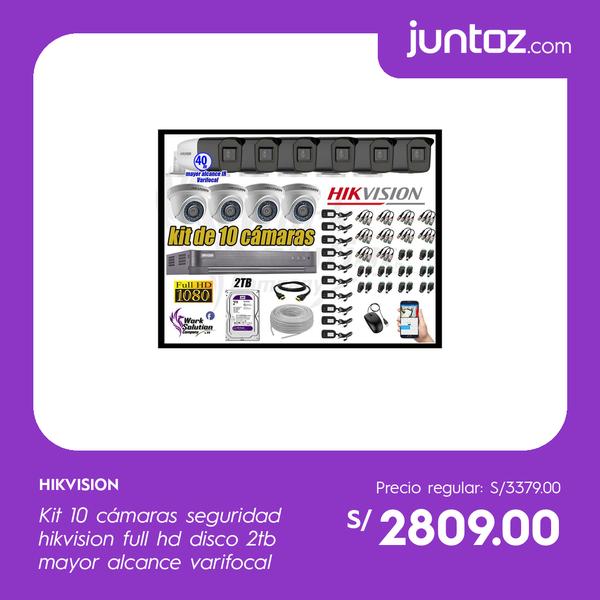 juntoz.com
40
mayor alcance IR
Varifocal
HIKVISION
kit de 10 cámaras
Full HD
1080
2TB
Work
Solution
Company
HIKVISION
Precio regular: S/3379.00
Kit 10 cámaras seguridad
hikvision full hd disco 2tb
mayor alcance varifocal
S/ 2809.00